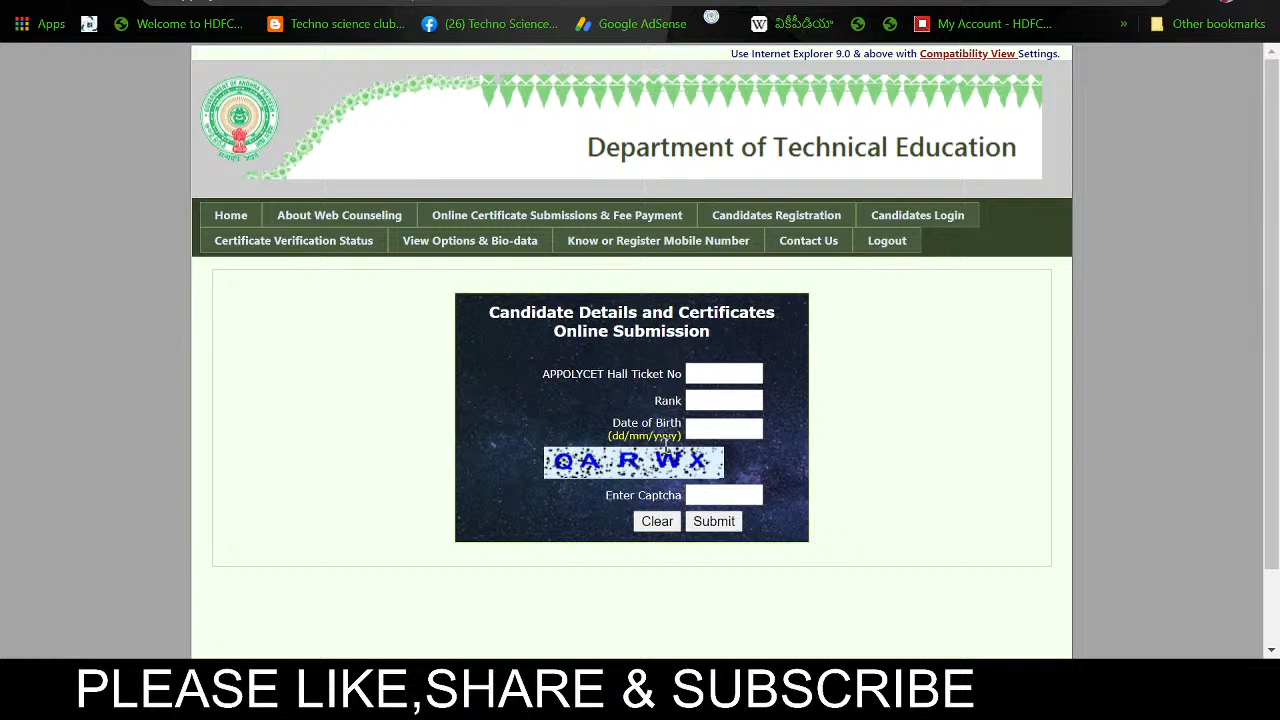 Apps Welcome to HDFC... Techno science club... (26) Techno Science... Google AdSense వికీపీడియా My Account - HDFC... » Other bookmarks
Use Internet Explorer 9.0 & above with Compatibility View Settings.
Department of Technical Education
Home About Web Counseling Online Certificate Submissions & Fee Payment Candidates Registration Candidates Login
Certificate Verification Status View Options & Bio-data Know or Register Mobile Number Contact Us Logout
Candidate Details and Certificates
Online Submission
APPOLYCET Hall Ticket No
Rank
Date of Birth
(dd/mm/yyyy)
QARWX
Enter Captcha
Clear Submit
PLEASE LIKE,SHARE & SUBSCRIBE